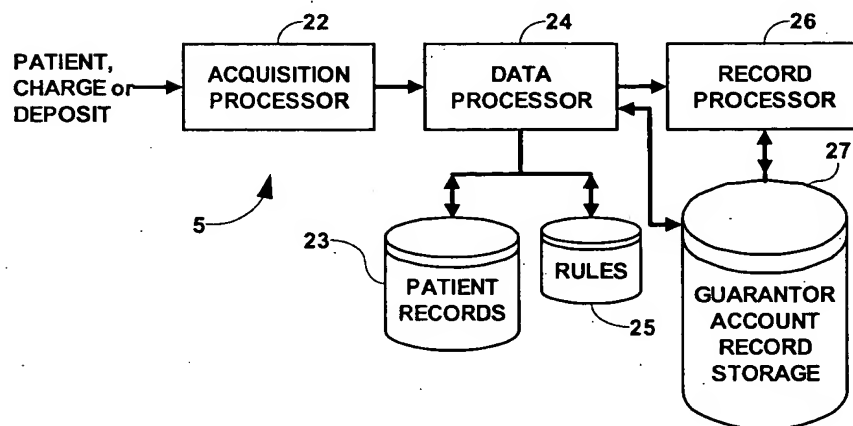 22
24
26
PATIENT,
CHARGE or
DEPOSIT
ACQUISITION
PROCESSOR
DATA
PROCESSOR
RECORD
PROCESSOR
27
5
23
PATIENT
RECORDS
RULES
25
GUARANTOR
ACCOUNT
RECORD
STORAGE